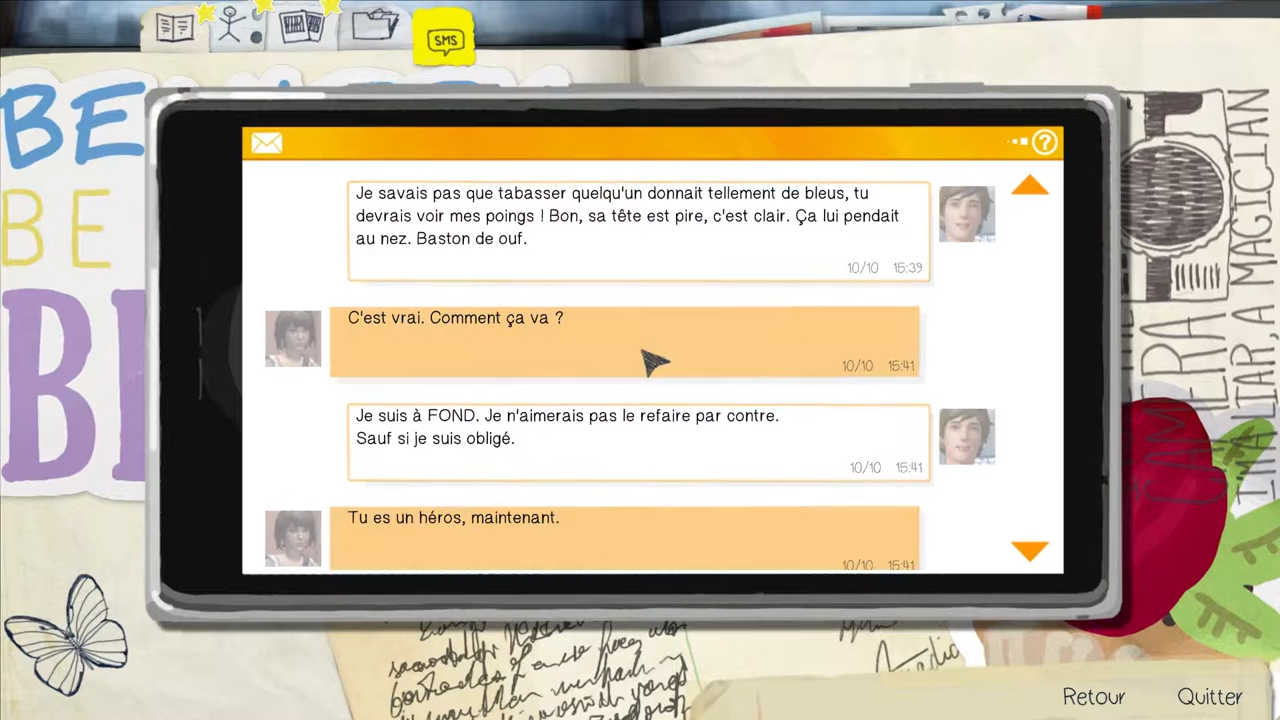 SMS
BE
BE
Je savais pas que tabasser quelqu'un donnait tellement de bleus, tu
devrais voir mes poings ! Bon, sa tête est pire, c'est clair. Ça lui pendait
au nez. Baston de ouf.
10/10 15:39
C'est vrai. Comment ça va ?
10/10 15:41
Je suis à FOND. Je n'aimerais pas le refaire par contre.
Sauf si je suis obligé.
10/10 15:41
Tu es un héros, maintenant.
10/10 15:41
CAMERA
LIAR, A MAGICIAN
Retour Quitter